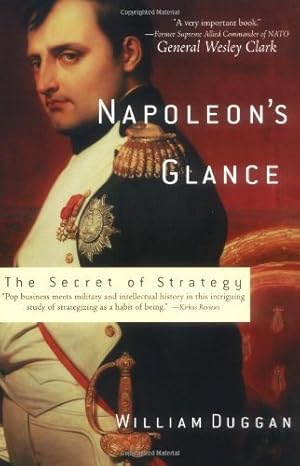 "A very important book."
—Former Supreme Allied Commander of NATO
General Wesley Clark
NAPOLEON'S
GLANCE
The Secret of Strategy
"Pop business meets military and intellectual history in this intriguing
study of strategizing as a habit of being." —Kirkus Reviews
WILLIAM DUGGAN
Copyrighted Material